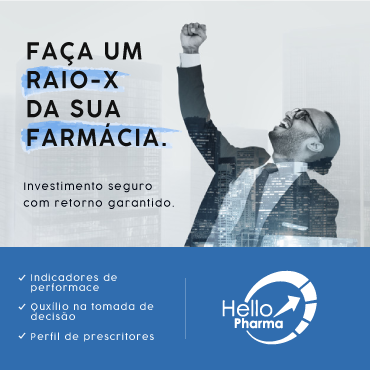 FAÇA UM
RAIO-X
DA SUA
FARMÁCIA.
Investimento seguro
com retorno garantido.
✓ Indicadores de
performace
✓ Quxílio na tomada de
decisão
✓ Perfil de prescritores
Hello
Pharma